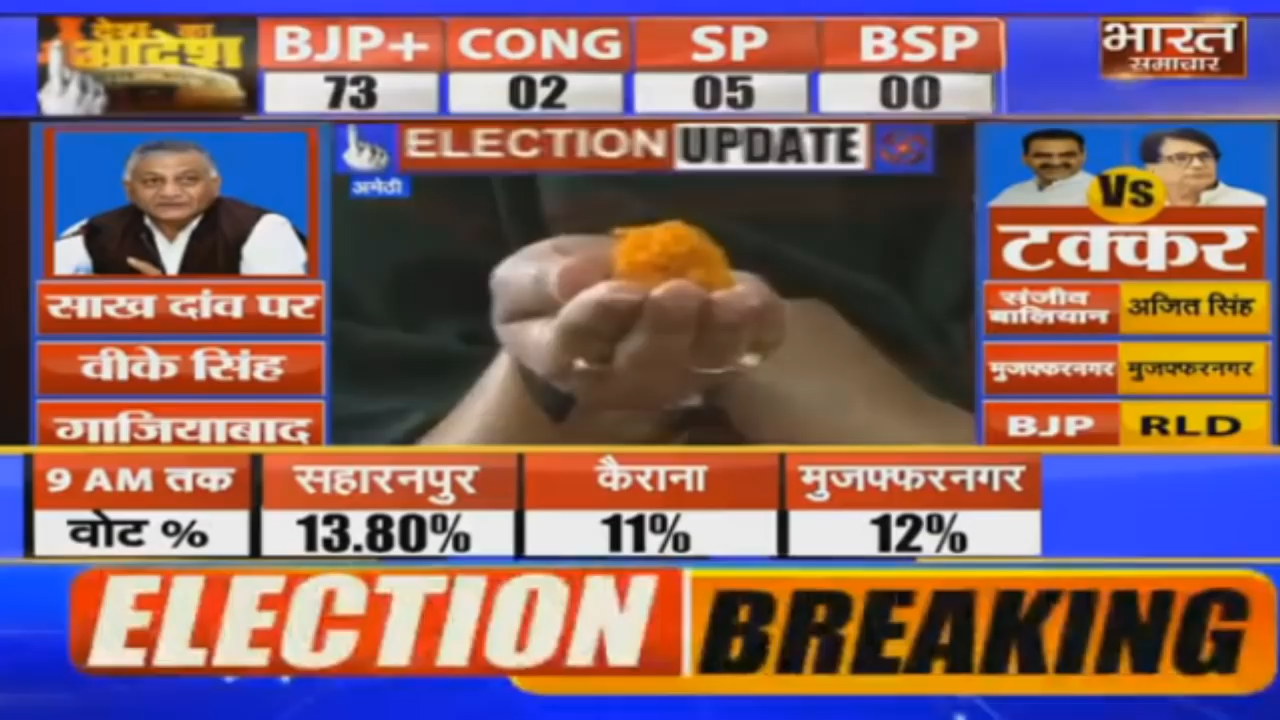 देश का
आदेश
BJP+ CONG SP BSP
73 02 05 00
भारत
समाचार
ELECTION UPDATE
अमेठी
साख दांव पर
वीके सिंह
गाजियाबाद
Vs
टक्कर
संजीव
बालियान
अजित सिंह
मुजफ्फरनगर मुजफ्फरनगर
BJP RLD
9 AM तक सहारनपुर कैराना मुजफ्फरनगर
वोट % 13.80% 11% 12%
ELECTION BREAKING